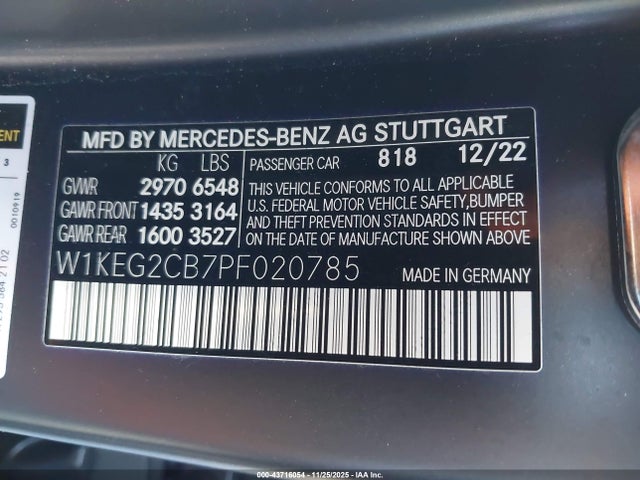 MFD BY MERCEDES-BENZ AG STUTTGART
KG LBS
PASSENGER CAR 818 12/22
GVWR 2970 6548
GAWR FRONT 1435 3164
GAWR REAR 1600 3527
THIS VEHICLE CONFORMS TO ALL APPLICABLE
U.S. FEDERAL MOTOR VEHICLE SAFETY,BUMPER
AND THEFT PREVENTION STANDARDS IN EFFECT
ON THE DATE OF MANUFACTURE SHOWN ABOVE
W1KEG2CB7PF020785
MADE IN GERMANY
3
0010919
00-43716054 | 11/25/2025 | IAA Inc.